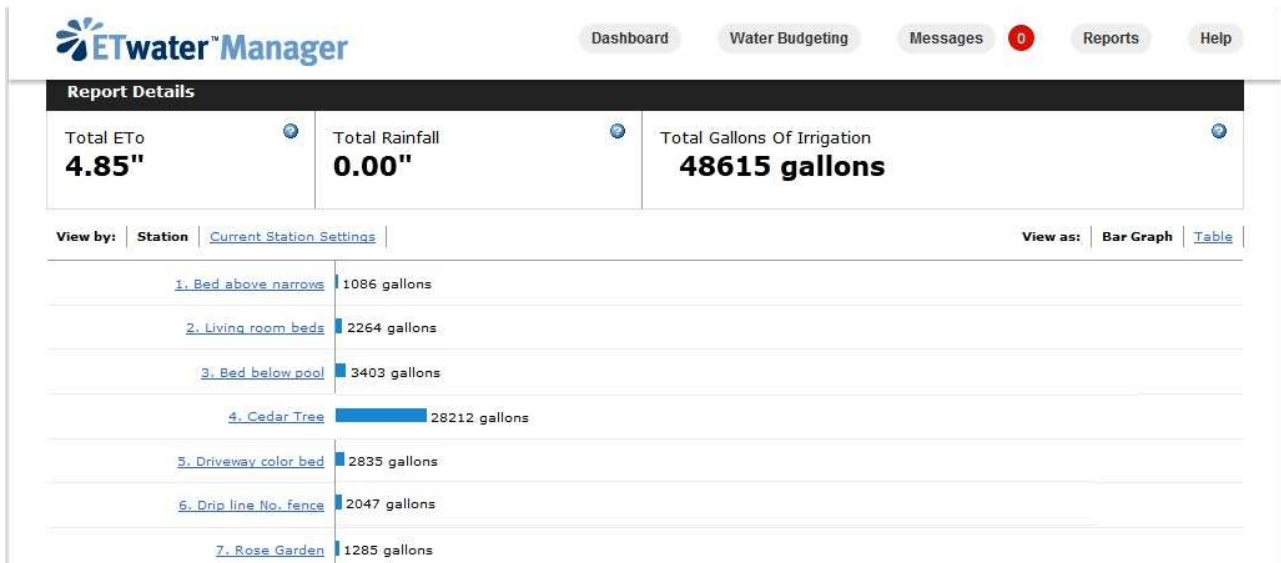 ETwater™Manager
Dashboard Water Budgeting Messages 0 Reports Help
Report Details
Total ETo Total Rainfall Total Gallons Of Irrigation
4.85" 0.00" 48615 gallons
View by: Station Current Station Settings View as: Bar Graph Table
1. Bed above narrows 1086 gallons
2. Living room beds 2264 gallons
3. Bed below pool 3403 gallons
4. Cedar Tree 28212 gallons
5. Driveway color bed 2835 gallons
6. Drip line No. fence 2047 gallons
7. Rose Garden 1285 gallons